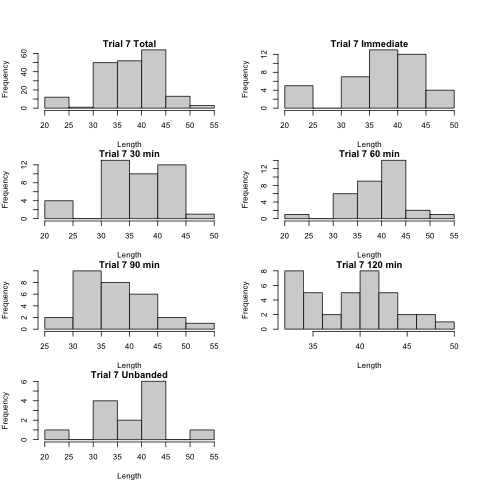 Trial 7 Total
Frequency
0 20 40 60
20 25 30 35 40 45 50 55
Length
Trial 7 Immediate
Frequency
0 4 8 12
20 25 30 35 40 45 50
Length
Trial 7 30 min
Frequency
0 4 8 12
20 25 30 35 40 45 50
Length
Trial 7 60 min
Frequency
0 4 8 12
20 25 30 35 40 45 50 55
Length
Trial 7 90 min
Frequency
0 2 4 6 8
25 30 35 40 45 50 55
Length
Trial 7 120 min
Frequency
0 2 4 6 8
35 40 45 50
Length
Trial 7 Unbanded
Frequency
0 2 4 6
20 25 30 35 40 45 50 55
Length